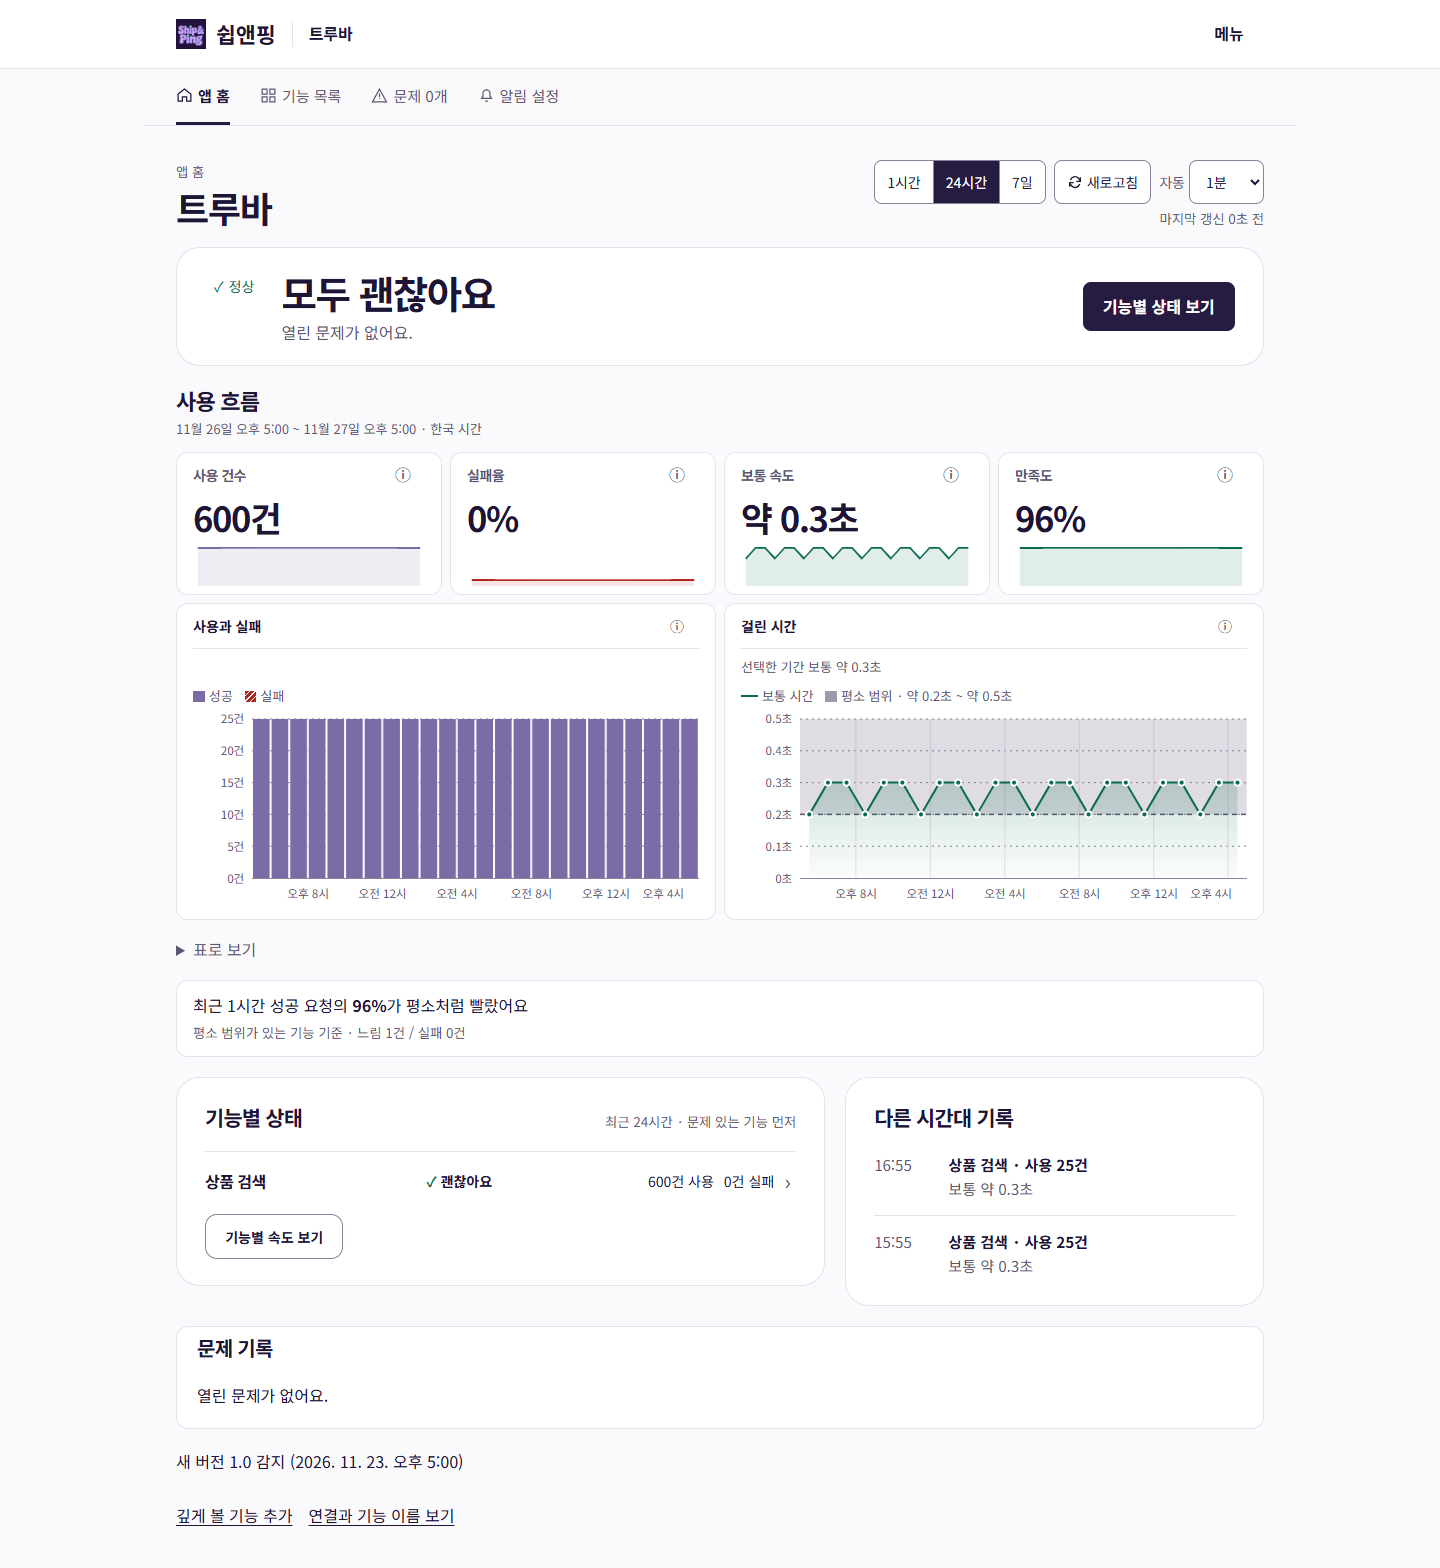 Ship& Ping 쉽앤핑 트루바 메뉴
앱 홈 기능 목록 문제 0개 알림 설정
앱 홈
트루바
1시간 24시간 7일 새로고침 자동 1분
마지막 갱신 0초 전
✓ 정상 모두 괜찮아요
열린 문제가 없어요.
기능별 상태 보기
사용 흐름
11월 26일 오후 5:00 ~ 11월 27일 오후 5:00 · 한국 시간
사용 건수 ⓘ
600건
실패율 ⓘ
0%
보통 속도 ⓘ
약 0.3초
만족도 ⓘ
96%
사용과 실패 ⓘ
성공 실패
25건
20건
15건
10건
5건
0건
오후 8시 오전 12시 오전 4시 오전 8시 오후 12시 오후 4시
걸린 시간 ⓘ
선택한 기간 보통 약 0.3초
보통 시간 평소 범위 · 약 0.2초 ~ 약 0.5초
0.5초
0.4초
0.3초
0.2초
0.1초
0초
오후 8시 오전 12시 오전 4시 오전 8시 오후 12시 오후 4시
▶ 표로 보기
최근 1시간 성공 요청의 96%가 평소처럼 빨랐어요
평소 범위가 있는 기능 기준 · 느림 1건 / 실패 0건
기능별 상태 최근 24시간 · 문제 있는 기능 먼저
상품 검색 ✓ 괜찮아요 600건 사용 0건 실패 ›
기능별 속도 보기
다른 시간대 기록
16:55 상품 검색 · 사용 25건
보통 약 0.3초
15:55 상품 검색 · 사용 25건
보통 약 0.3초
문제 기록
열린 문제가 없어요.
새 버전 1.0 감지 (2026. 11. 23. 오후 5:00)
깊게 볼 기능 추가 연결과 기능 이름 보기